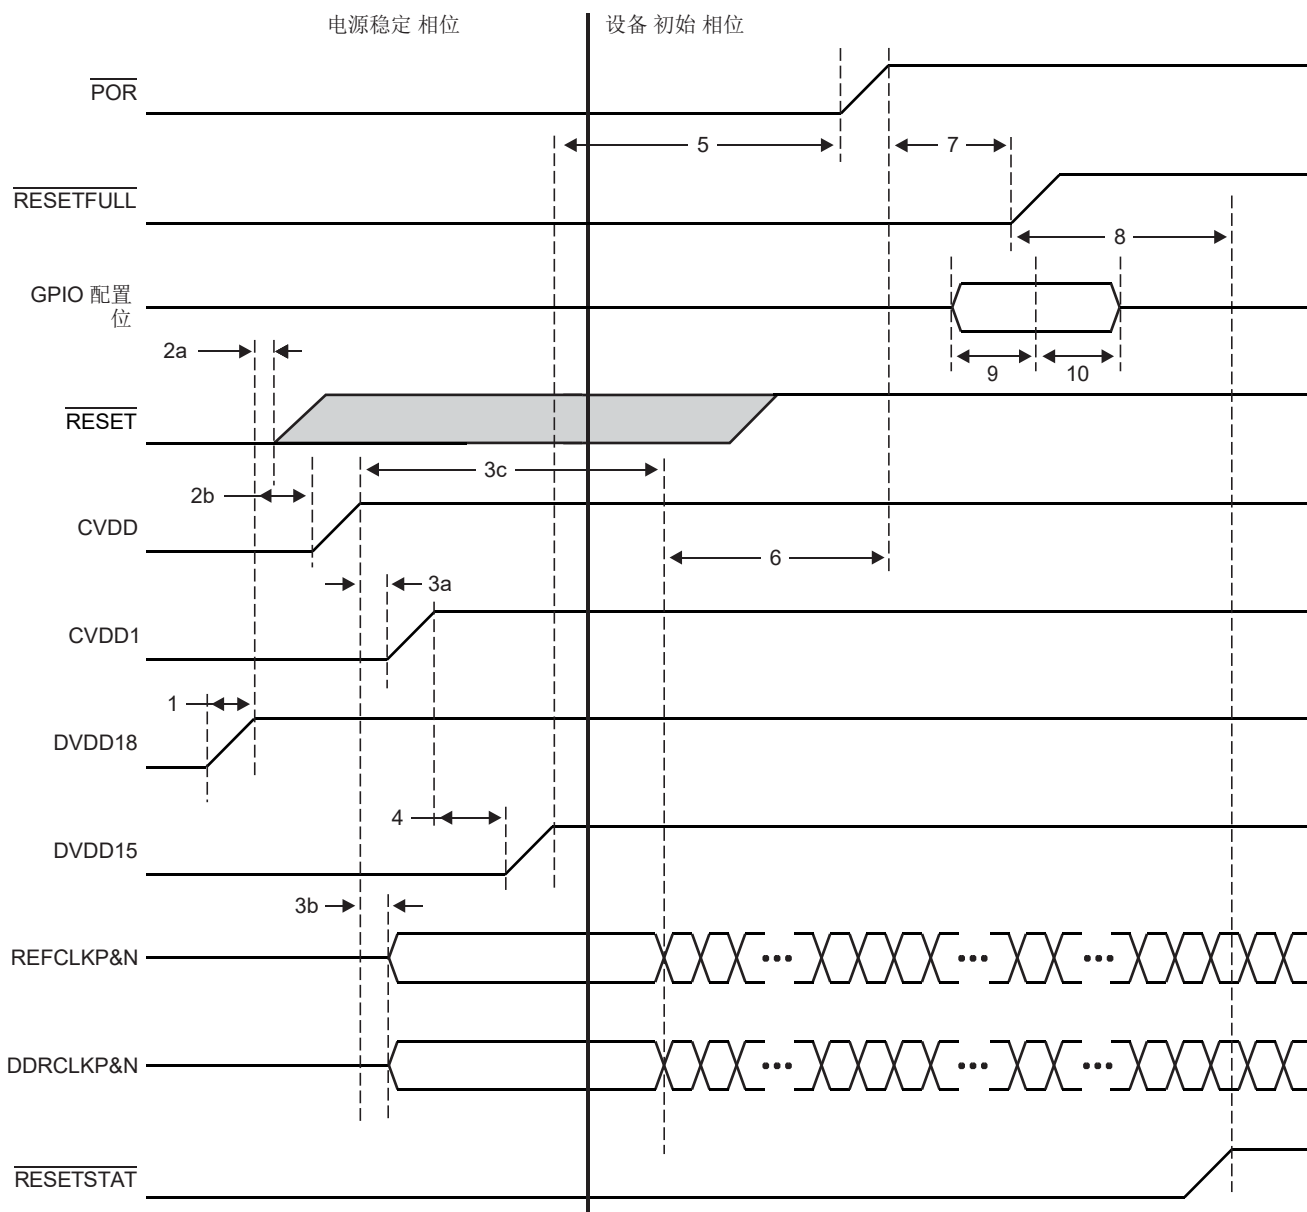 电源稳定 相位
设备 初始 相位
POR
5
7
RESETFULL
8
GPIO 配置
位
2a
9
10
RESET
3c
2b
CVDD
6
3a
CVDD1
1
DVDD18
4
DVDD15
3b
REFCLKP&N
DDRCLKP&N
RESETSTAT